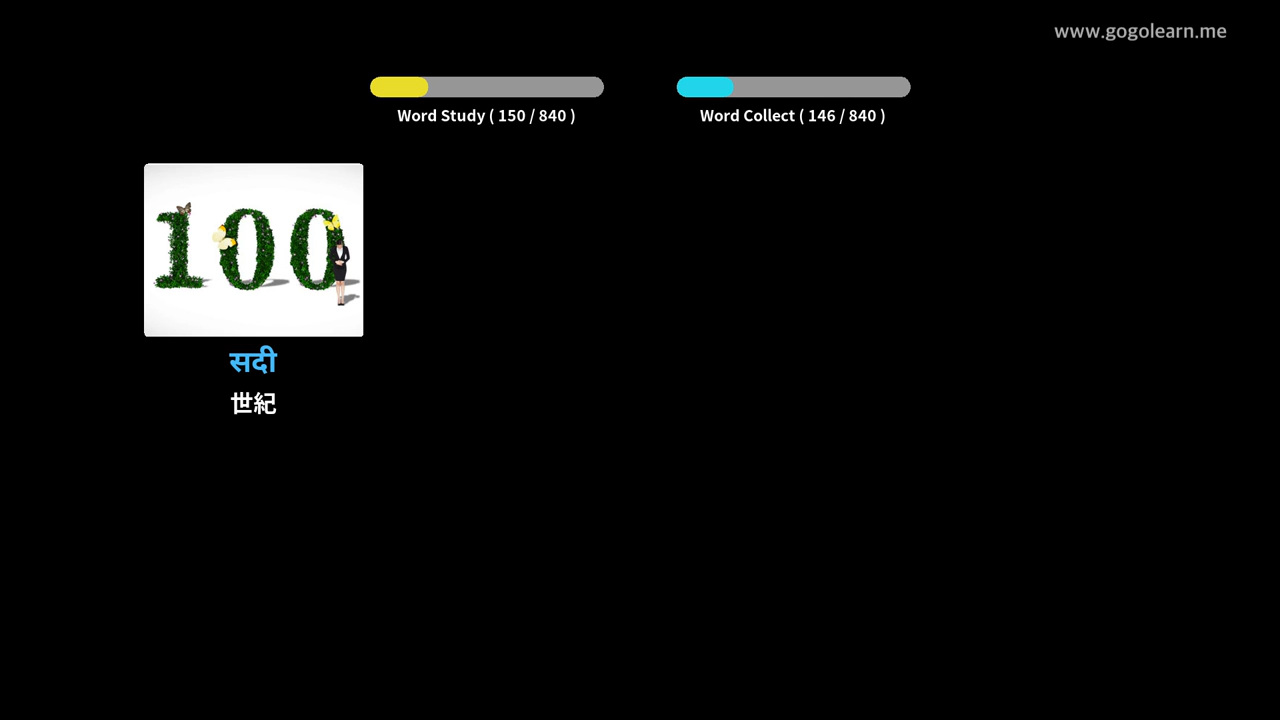 www.gogolearn.me
Word Study ( 150 / 840 )
Word Collect ( 146 / 840 )
100
सदी
世紀